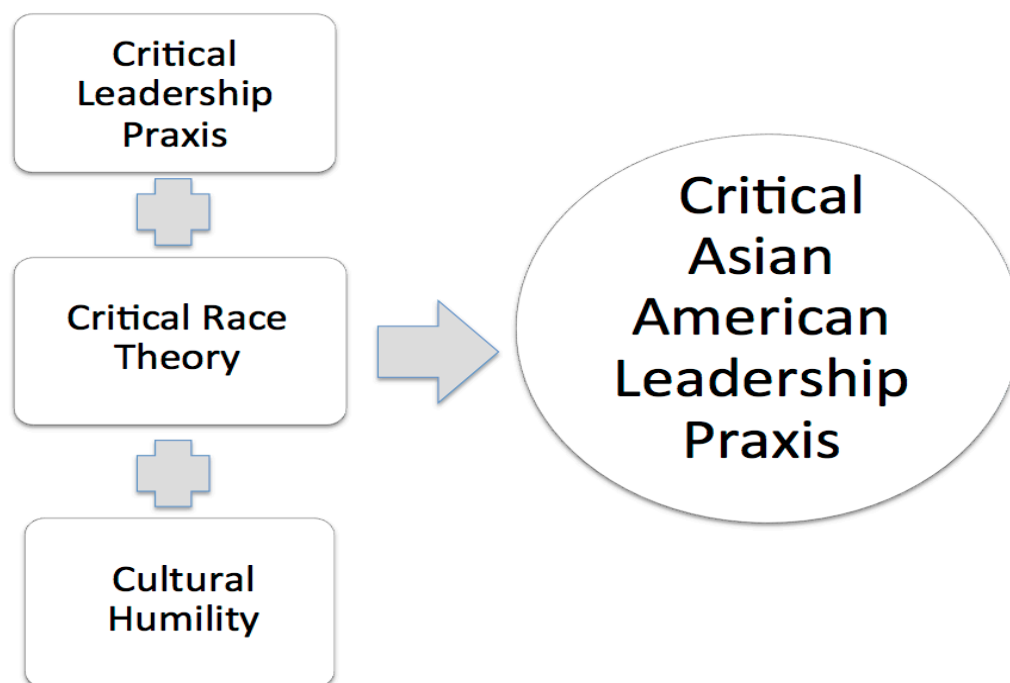 Critical
Leadership
Praxis
Critical Race
Theory
Cultural
Humility
Critical
Asian
American
Leadership
Praxis